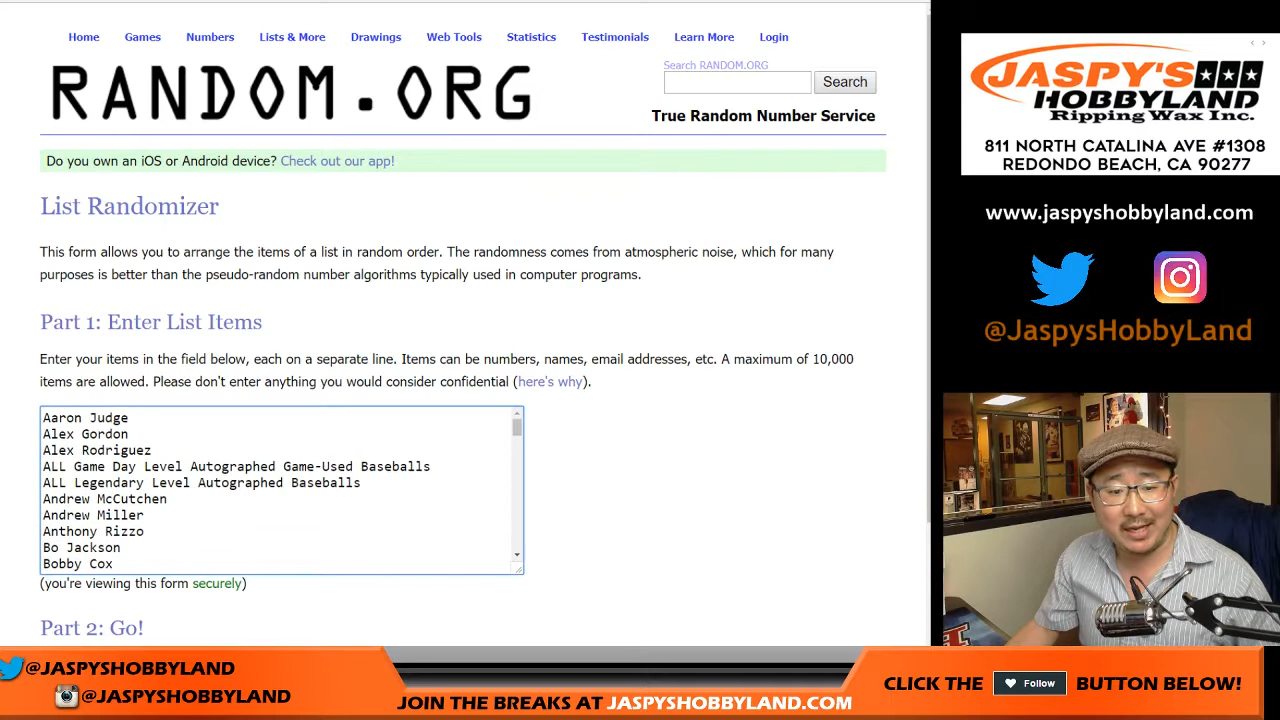 Home Games Numbers Lists & More Drawings Web Tools Statistics Testimonials Learn More Login
RANDOM.ORG
Search RANDOM.ORG
Search
True Random Number Service
Do you own an iOS or Android device? Check out our app!
List Randomizer
This form allows you to arrange the items of a list in random order. The randomness comes from atmospheric noise, which for many
purposes is better than the pseudo-random number algorithms typically used in computer programs.
Part 1: Enter List Items
Enter your items in the field below, each on a separate line. Items can be numbers, names, email addresses, etc. A maximum of 10,000
items are allowed. Please don't enter anything you would consider confidential (here's why).
Aaron Judge
Alex Gordon
Alex Rodriguez
ALL Game Day Level Autographed Game-Used Baseballs
ALL Legendary Level Autographed Baseballs
Andrew McCutchen
Andrew Miller
Anthony Rizzo
Bo Jackson
Bobby Cox
(you're viewing this form securely)
Part 2: Go!
JASPY'S
HOBBYLAND
Ripping Wax Inc.
811 NORTH CATALINA AVE #1308
REDONDO BEACH, CA 90277
www.jaspyshobbyland.com
@JaspysHobbyLand
@JASPYSHOBBYLAND
@JASPYSHOBBYLAND
JOIN THE BREAKS AT JASPYSHOBBYLAND.COM
CLICK THE Follow BUTTON BELOW!